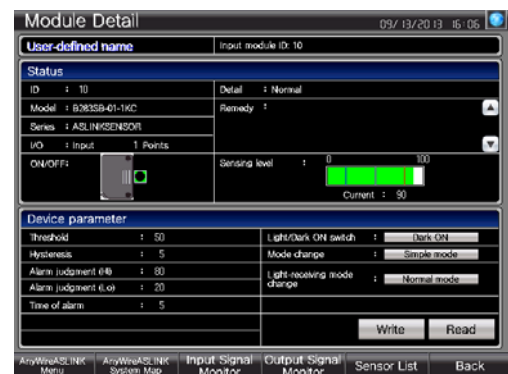 Module Detail 09/13/2013 16:06
User-defined name Input module ID: 10
Status
ID : 10 Detail : Normal
Model : B283SB-01-1KC Remedy :
Series : ASLINKSENSOR
I/O : Input 1 Points
ON/OFF: Sensing level : 0 100
Current : 90
Device parameter
Threshold : 50 Light/Dark ON switch : Dark ON
Hysteresis : 5 Mode change : Simple mode
Alarm judgment (Hi) : 80 Light-receiving mode change : Normal mode
Alarm judgment (Lo) : 20
Time of alarm : 5
Write Read
AnyWireASLINK Menu AnyWireASLINK System Map Input Signal Monitor Output Signal Monitor Sensor List Back